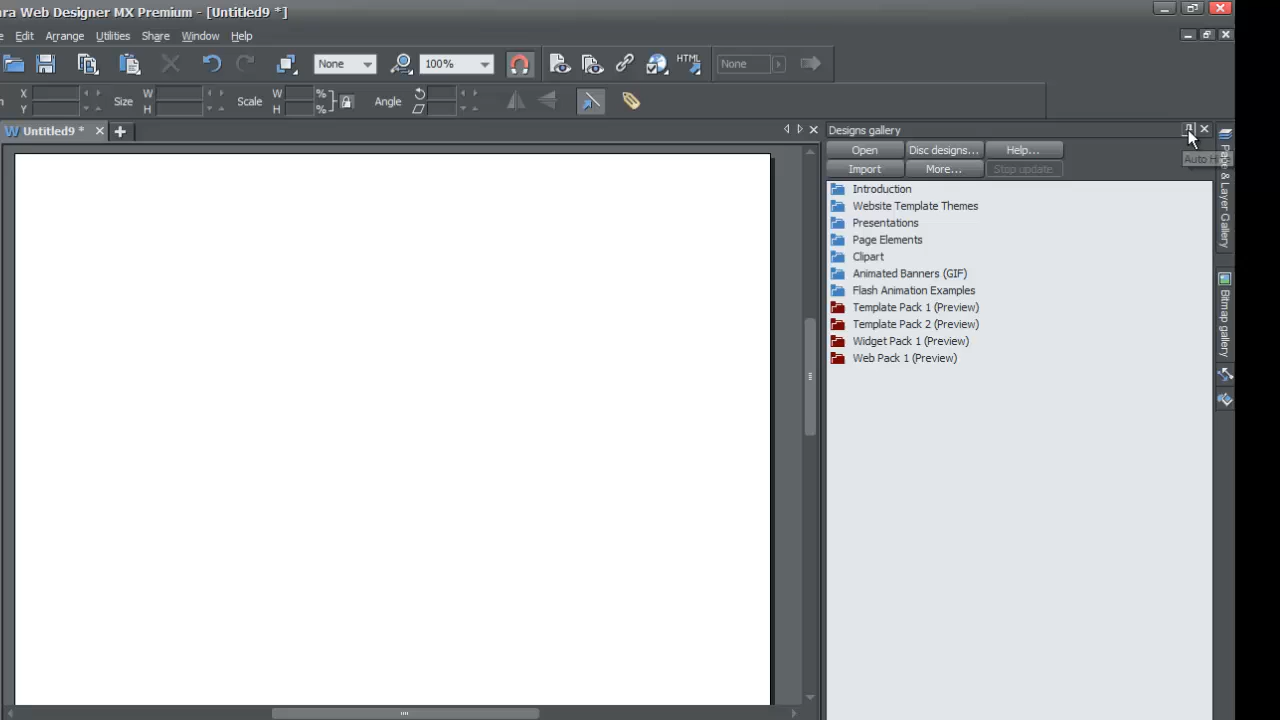 ara Web Designer MX Premium - [Untitled9 *]
Edit Arrange Utilities Share Window Help
None 100% HTML None
X Y Size W H Scale W H % % Angle
Untitled9 *
Designs gallery
Auto Hi
Open Disc designs... Help...
Import More... Stop update
Introduction
Website Template Themes
Presentations
Page Elements
Clipart
Animated Banners (GIF)
Flash Animation Examples
Template Pack 1 (Preview)
Template Pack 2 (Preview)
Widget Pack 1 (Preview)
Web Pack 1 (Preview)
Page & Layer Gallery
Bitmap gallery